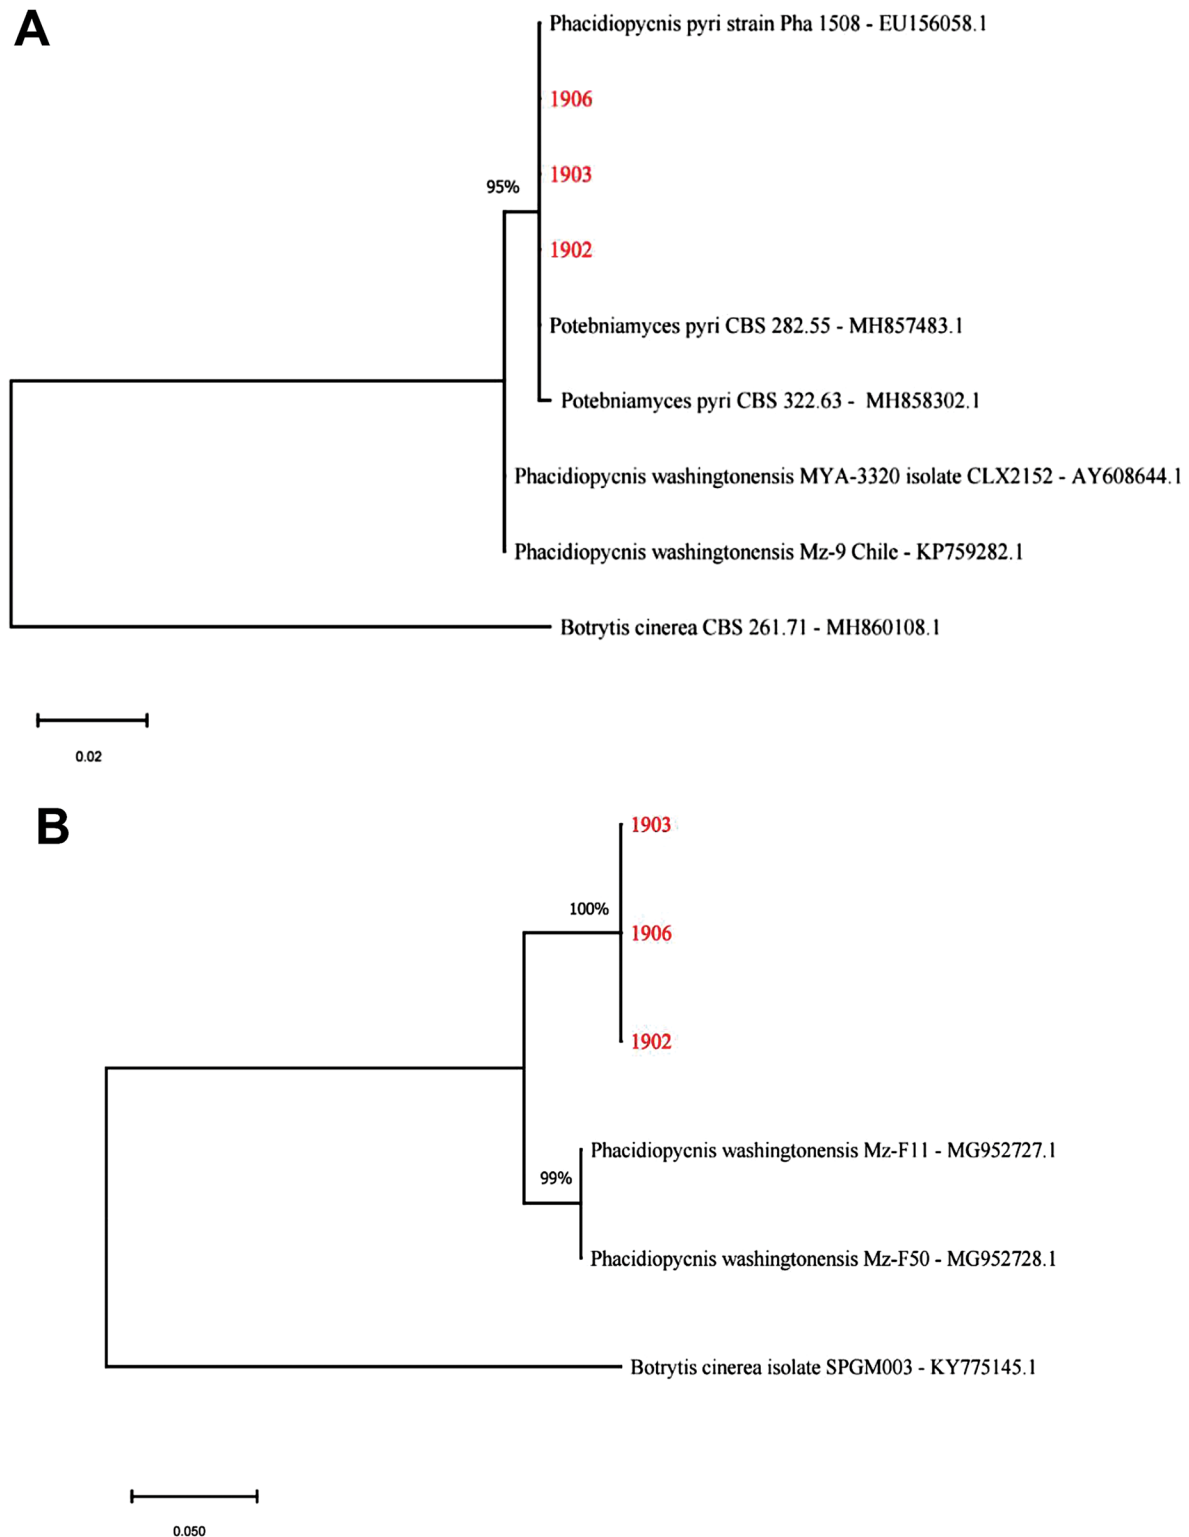 A
Phacidiopycnis pyri strain Pha 1508 - EU156058.1
1906
1903
95%
1902
Potebniamyces pyri CBS 282.55 - MH857483.1
Potebniamyces pyri CBS 322.63 - MH858302.1
Phacidiopycnis washingtonensis MYA-3320 isolate CLX2152 - AY608644.1
Phacidiopycnis washingtonensis Mz-9 Chile - KP759282.1
Botrytis cinerea CBS 261.71 - MH860108.1
0.02
B
1903
100%
1906
1902
Phacidiopycnis washingtonensis Mz-F11 - MG952727.1
99%
Phacidiopycnis washingtonensis Mz-F50 - MG952728.1
Botrytis cinerea isolate SPGM003 - KY775145.1
0.050